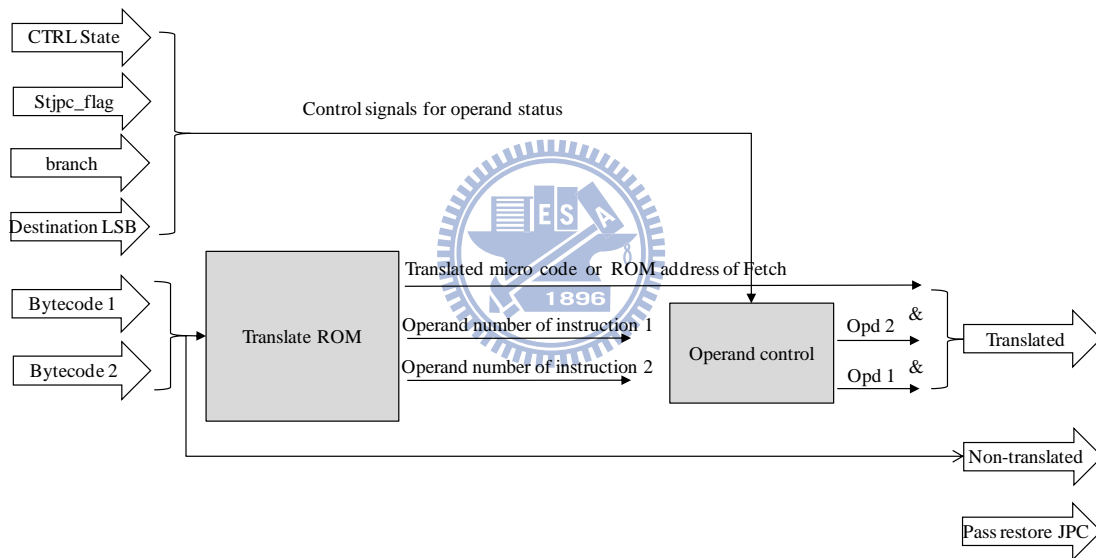 CTRL State
Stjpc_flag
Control signals for operand status
branch
Destination LSB
E S A
1896
Translated micro code or ROM address of Fetch
Bytecode 1
Bytecode 2
Translate ROM
Operand number of instruction 1
Operand number of instruction 2
Operand control
&
Opd 2
&
Opd 1
Translated
Non-translated
Pass restore JPC